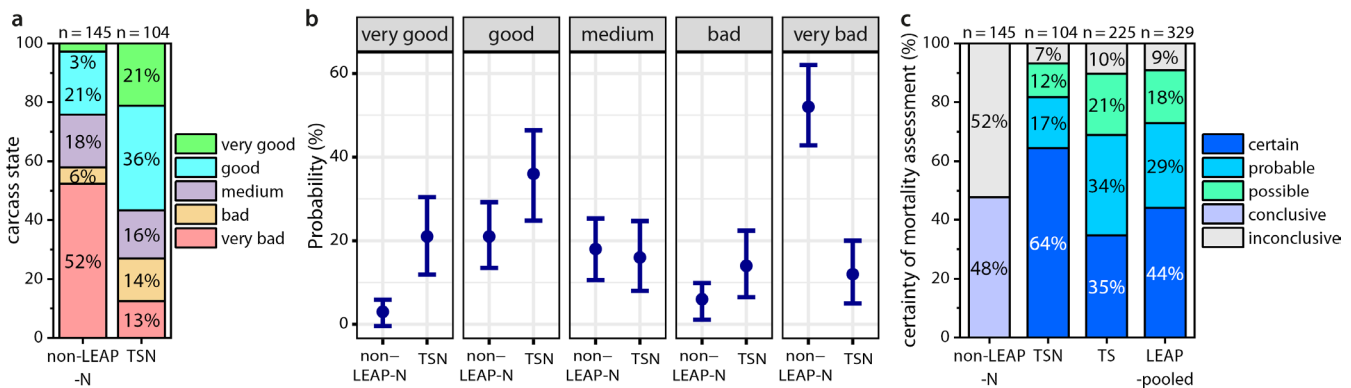 a
n = 145 n = 104
carcass state
100
80
60
40
20
0
3%
21%
18%
6%
52%
21%
36%
16%
14%
13%
non-LEAP
-N
TSN
very good
good
medium
bad
very bad
b
Probability (%)
60
40
20
0
very good
good
medium
bad
very bad
non–
LEAP-N
TSN
non–
LEAP-N
TSN
non–
LEAP-N
TSN
non–
LEAP-N
TSN
non–
LEAP-N
TSN
c
n = 145 n = 104 n = 225 n = 329
certainty of mortality assessment (%)
100
80
60
40
20
0
52%
48%
7%
12%
17%
64%
10%
21%
34%
35%
9%
18%
29%
44%
non-LEAP
-N
TSN
TS
LEAP
-pooled
certain
probable
possible
conclusive
inconclusive